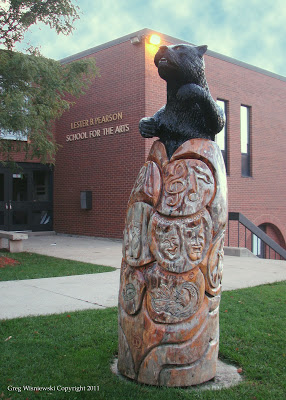 LESTER B. PEARSON
SCHOOL FOR THE ARTS
Greg Wisniewski Copyright 2011